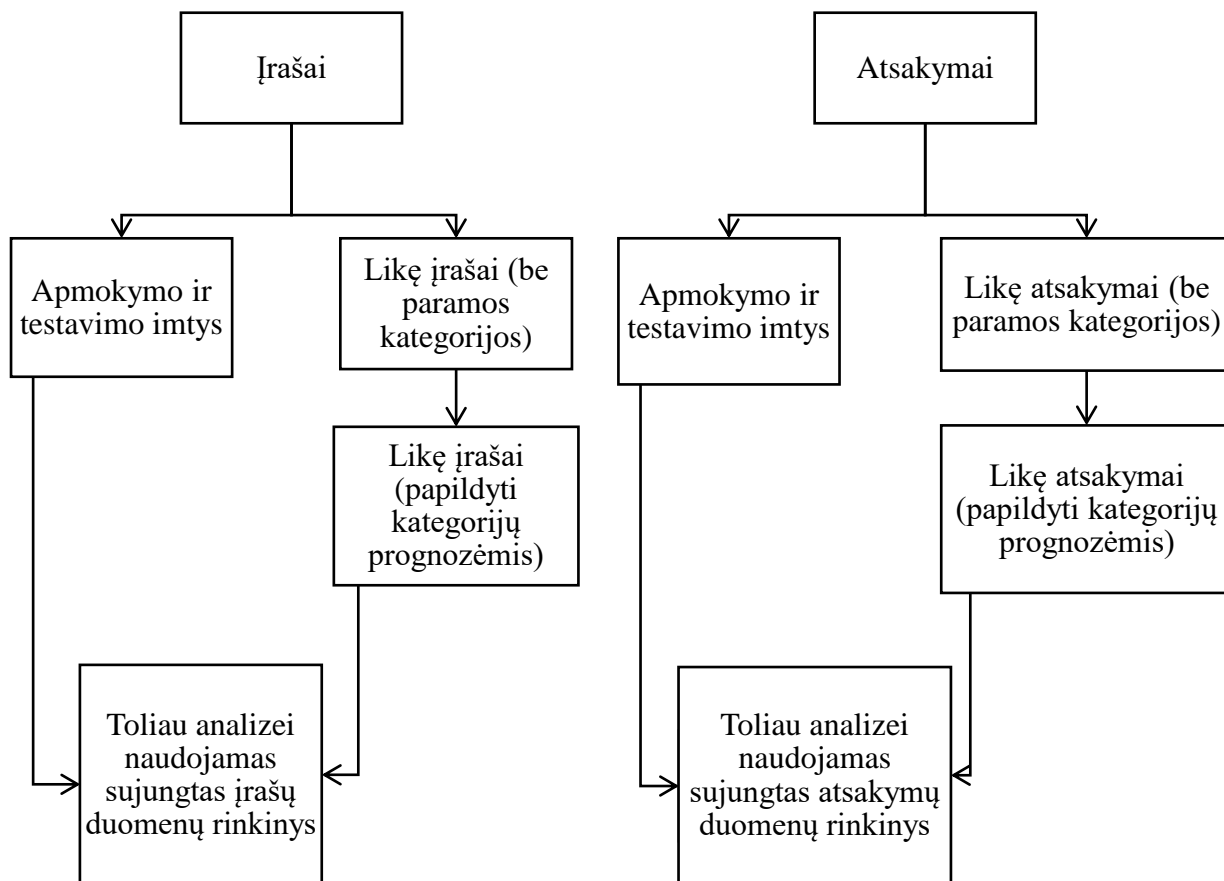 Įrašai
Apmokymo ir
testavimo imtys
Likę įrašai (be
paramos
kategorijos)
Likę įrašai
(papildyti
kategorijų
prognozėmis)
Toliau analizei
naudojamas
sujungtas įrašų
duomenų rinkinys
Atsakymai
Apmokymo ir
testavimo imtys
Likę atsakymai (be
paramos kategorijos)
Likę atsakymai
(papildyti kategorijų
prognozėmis)
Toliau analizei
naudojamas
sujungtas atsakymų
duomenų rinkinys